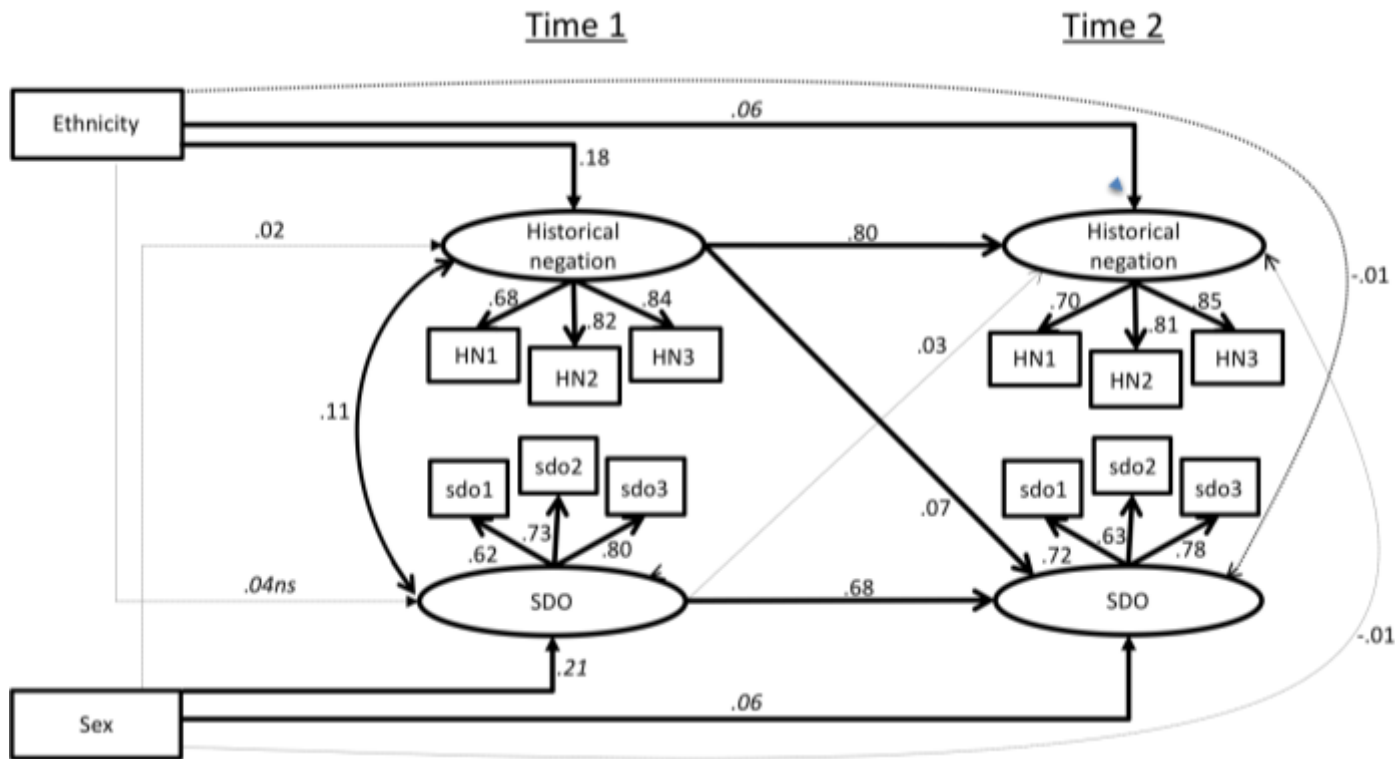 Time 1
Time 2
Ethnicity
.06
.18
.02
Historical
negation
.80
Historical
negation
-.01
.68
.84
.82
.70
.85
.81
HN1
HN2
HN3
.03
HN1
HN2
HN3
.11
sdo1
sdo2
sdo3
sdo1
sdo2
sdo3
.07
.62
.73
.80
.72
.63
.78
.04ns
SDO
.68
SDO
-.01
.21
Sex
.06